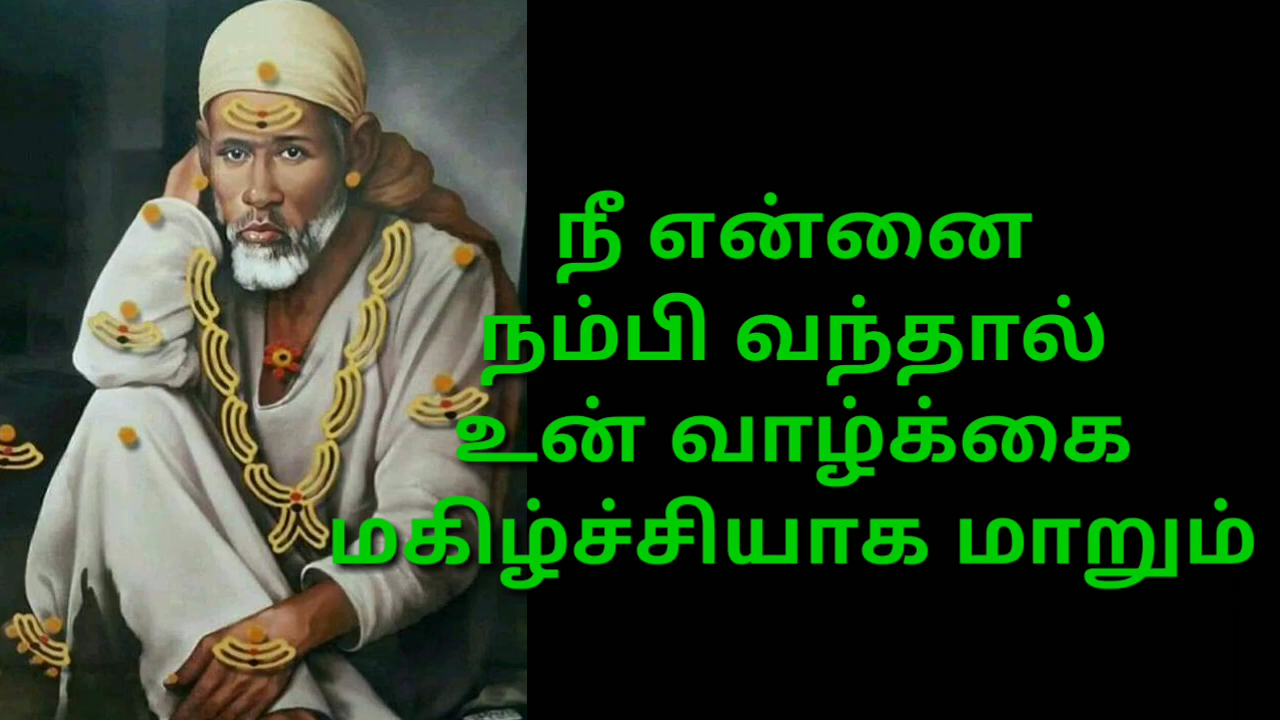 நீ என்னை
நம்பி வந்தால்
உன் வாழ்க்கை
மகிழ்ச்சியாக மாறும்